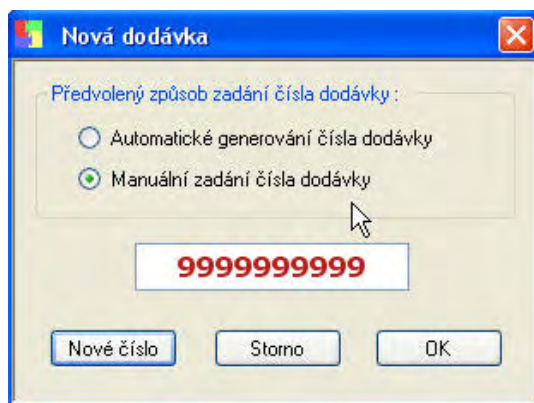 Nová dodávka
Předvolený způsob zadání čísla dodávky :
Automatické generování čísla dodávky
Manuální zadání čísla dodávky
9999999999
Nové číslo Storno OK